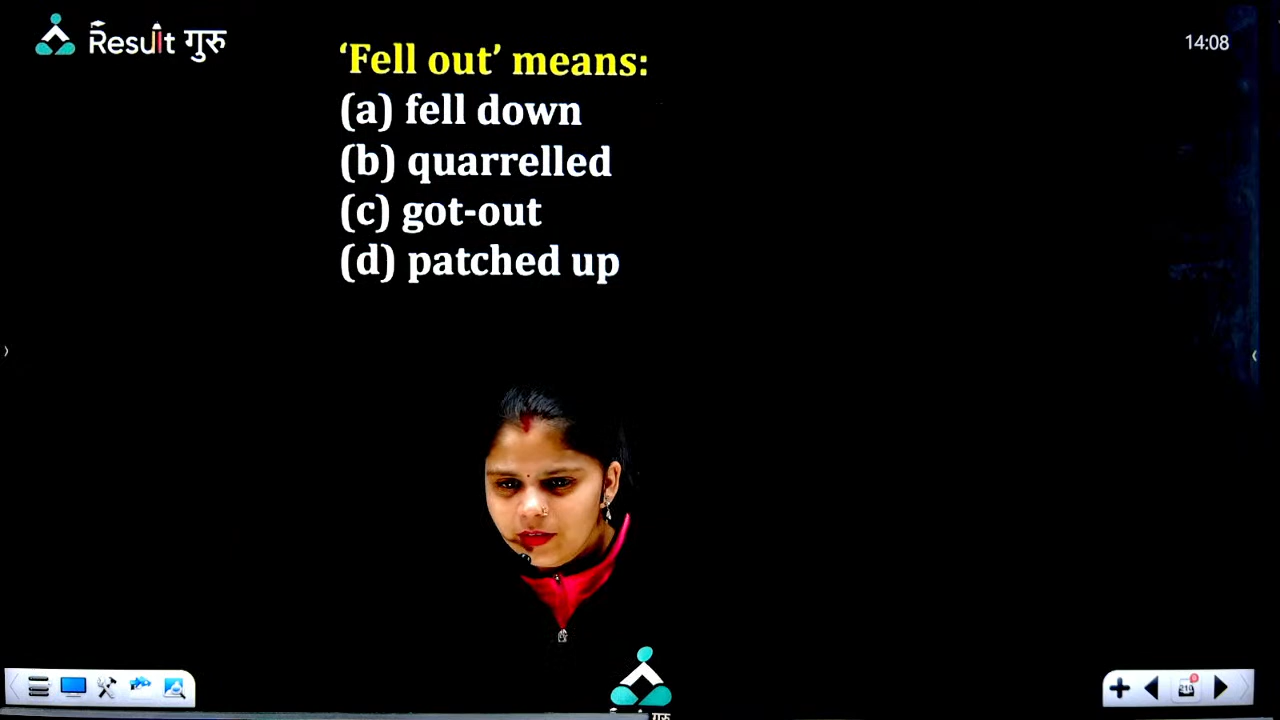 Result गुरु
14:08
‘Fell out’ means:
(a) fell down
(b) quarrelled
(c) got-out
(d) patched up
गुरु